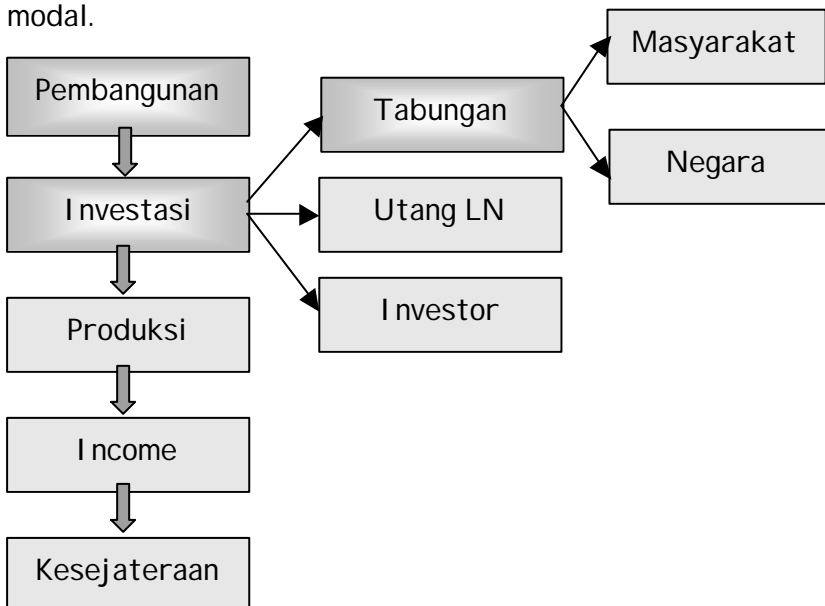 modal.
Pembangunan
Investasi
Produksi
Income
Kesejateraan
Tabungan
Utang LN
Investor
Masyarakat
Negara